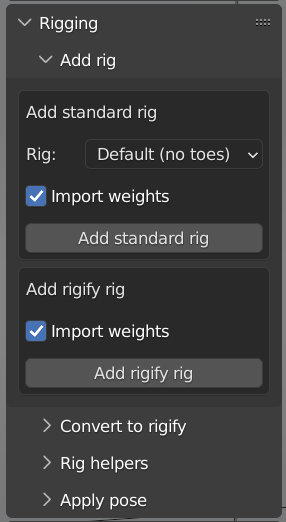 Rigging
Add rig
Add standard rig
Rig: Default (no toes)
Import weights
Add standard rig
Add rigify rig
Import weights
Add rigify rig
Convert to rigify
Rig helpers
Apply pose